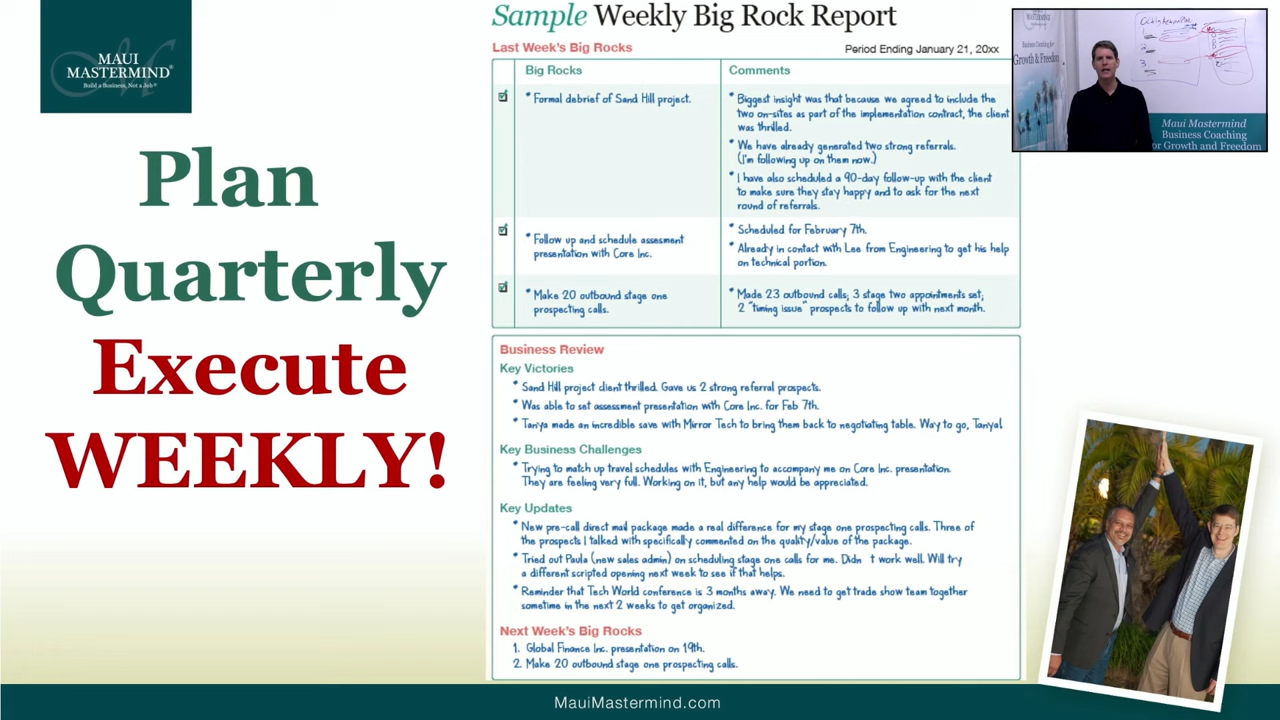 MAUI
MASTERMIND®
Build a Business, Not a Job®
Plan
Quarterly
Execute
WEEKLY!
Sample Weekly Big Rock Report
Last Week's Big Rocks
Period Ending January 21, 20xx
Big Rocks
Comments
* Formal debrief of Sand Hill project.
* Biggest insight was that because we agreed to include the
two on-sites as part of the implementation contract, the client
was thrilled.
* We have already generated two strong referrals.
(I'm following up on them now.)
* I have also scheduled a 90-day follow-up with the client
to make sure they stay happy and to ask for the next
round of referrals.
* Follow up and schedule assesment
presentation with Core Inc.
* Scheduled for February 7th.
* Already in contact with Lee from Engineering to get his help
on technical portion.
* Make 20 outbound stage one
prospecting calls.
* Made 23 outbound calls; 3 stage two appointments set;
2 "timing issue" prospects to follow up with next month.
Business Review
Key Victories
* Sand Hill project client thrilled. Gave us 2 strong referral prospects.
* Was able to set assessment presentation with Core Inc. for Feb 7th.
* Tanya made an incredible save with Mirror Tech to bring them back to negotiating table. Way to go, Tanya!
Key Business Challenges
* Trying to match up travel schedules with Engineering to accompany me on Core Inc. presentation.
They are feeling very full. Working on it, but any help would be appreciated.
Key Updates
* New pre-call direct mail package made a real difference for my stage one prospecting calls. Three of
the prospects I talked with specifically commented on the quality/value of the package.
* Tried out Paula (new sales admin) on scheduling stage one calls for me. Didn t work well. Will try
a different scripted opening next week to see if that helps.
* Reminder that Tech World conference is 3 months away. We need to get trade show team together
sometime in the next 2 weeks to get organized.
Next Week's Big Rocks
1. Global Finance Inc. presentation on 19th.
2. Make 20 outbound stage one prospecting calls.
MASTERMIND
Business Coaching for
Growth & Freedom
Maui Mastermind
Business Coaching
for Growth and Freedom
MauiMastermind.com